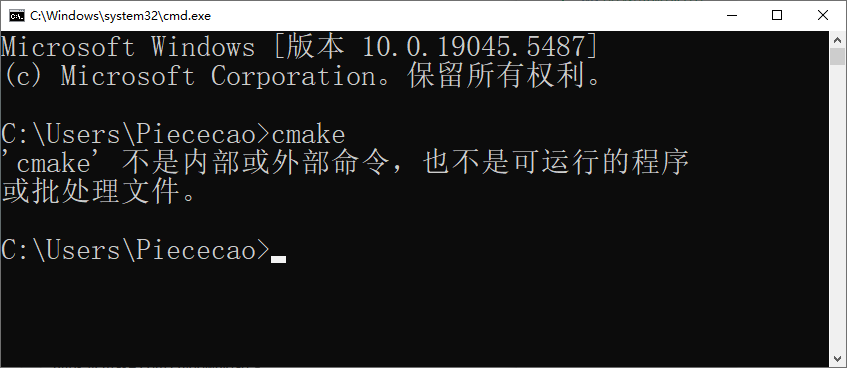 C:\Windows\system32\cmd.exe
Microsoft Windows [版本 10.0.19045.5487]
(c) Microsoft Corporation。保留所有权利。
C:\Users\Piececao>cmake
'cmake' 不是内部或外部命令，也不是可运行的程序
或批处理文件。
C:\Users\Piececao>